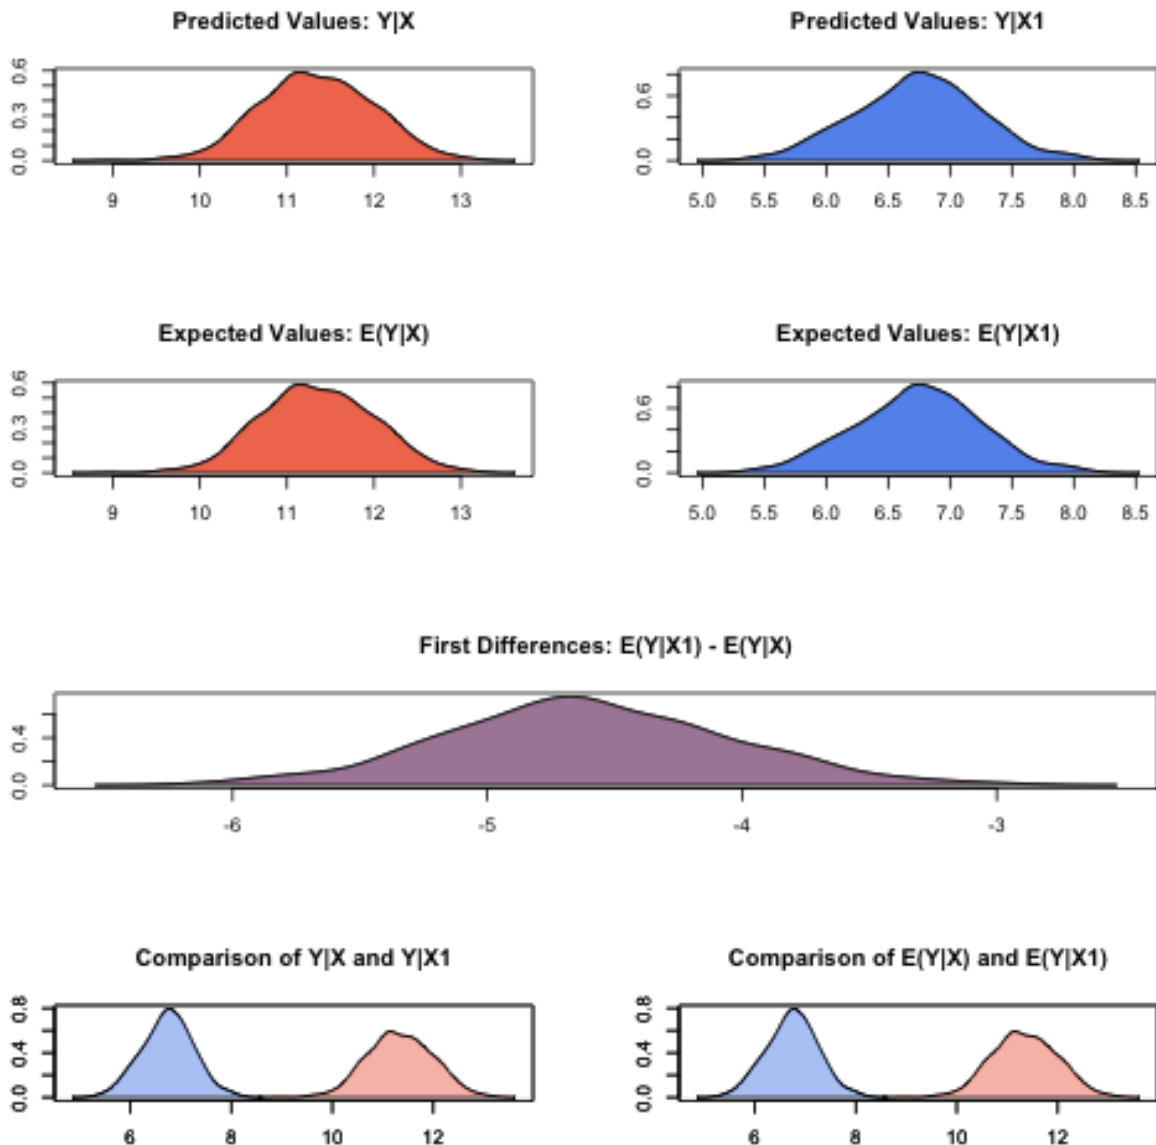 Predicted Values: Y|X
Predicted Values: Y|X1
0.0 0.3 0.6
9 10 11 12 13
0.0 0.6
5.0 5.5 6.0 6.5 7.0 7.5 8.0 8.5
Expected Values: E(Y|X)
Expected Values: E(Y|X1)
0.0 0.3 0.6
9 10 11 12 13
0.0 0.6
5.0 5.5 6.0 6.5 7.0 7.5 8.0 8.5
First Differences: E(Y|X1) - E(Y|X)
0.0 0.4
-6 -5 -4 -3
Comparison of Y|X and Y|X1
Comparison of E(Y|X) and E(Y|X1)
0.0 0.4 0.8
6 8 10 12
0.0 0.4 0.8
6 8 10 12